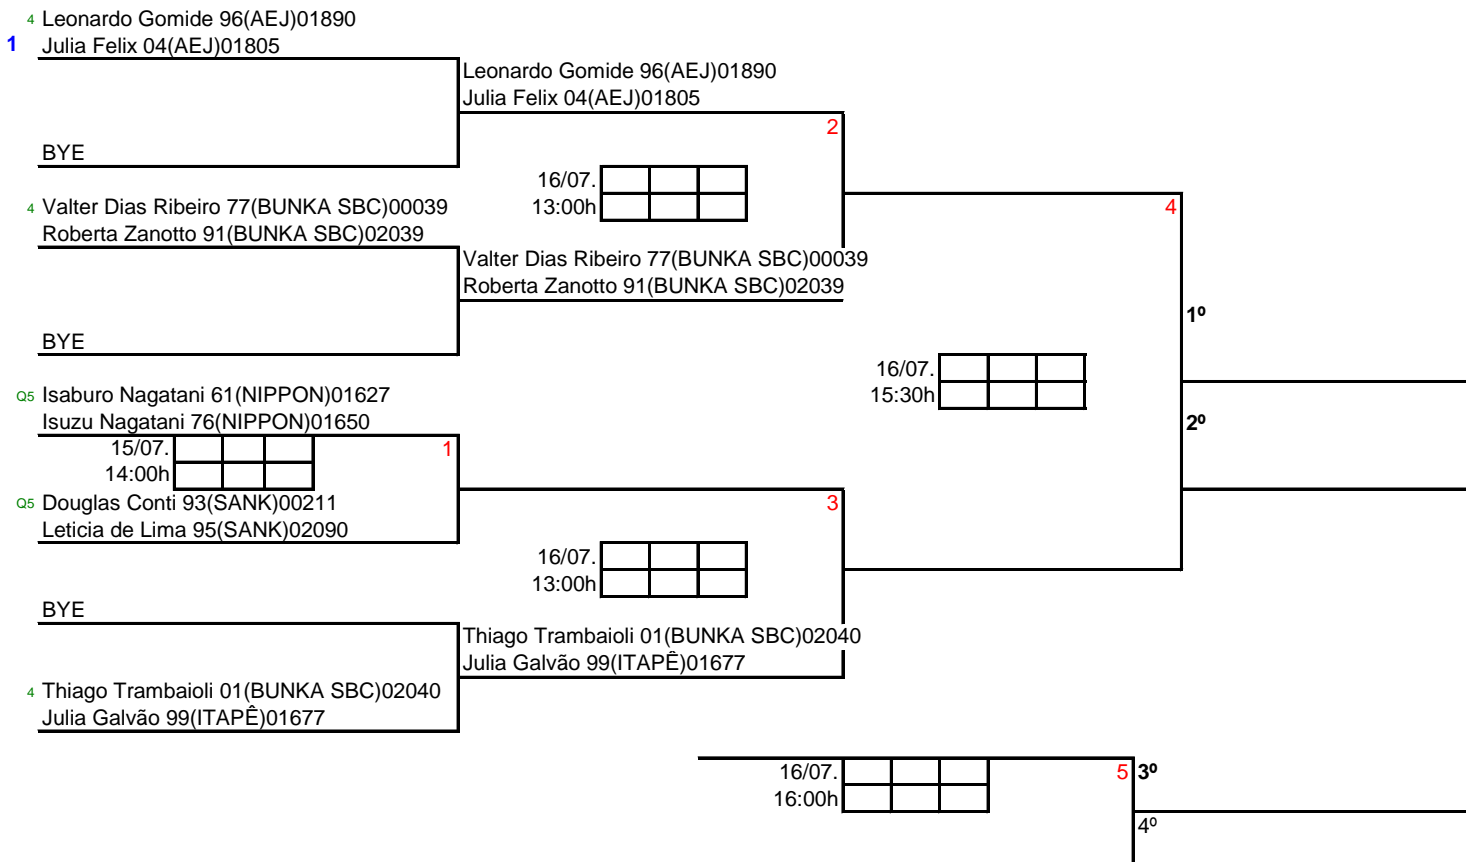 4 Leonardo Gomide 96(AEJ)01890
1 Julia Felix 04(AEJ)01805
Leonardo Gomide 96(AEJ)01890
Julia Felix 04(AEJ)01805
2
BYE
16/07.
13:00h
4 Valter Dias Ribeiro 77(BUNKA SBC)00039
Roberta Zanotto 91(BUNKA SBC)02039
4
Valter Dias Ribeiro 77(BUNKA SBC)00039
Roberta Zanotto 91(BUNKA SBC)02039
1º
BYE
16/07.
15:30h
Q5 Isaburo Nagatani 61(NIPPON)01627
Isuzu Nagatani 76(NIPPON)01650
2º
15/07.
14:00h
1
Q5 Douglas Conti 93(SANK)00211
Leticia de Lima 95(SANK)02090
3
16/07.
13:00h
BYE
Thiago Trambaioli 01(BUNKA SBC)02040
Julia Galvão 99(ITAPÊ)01677
4 Thiago Trambaioli 01(BUNKA SBC)02040
Julia Galvão 99(ITAPÊ)01677
16/07.
16:00h
5 3º
4º